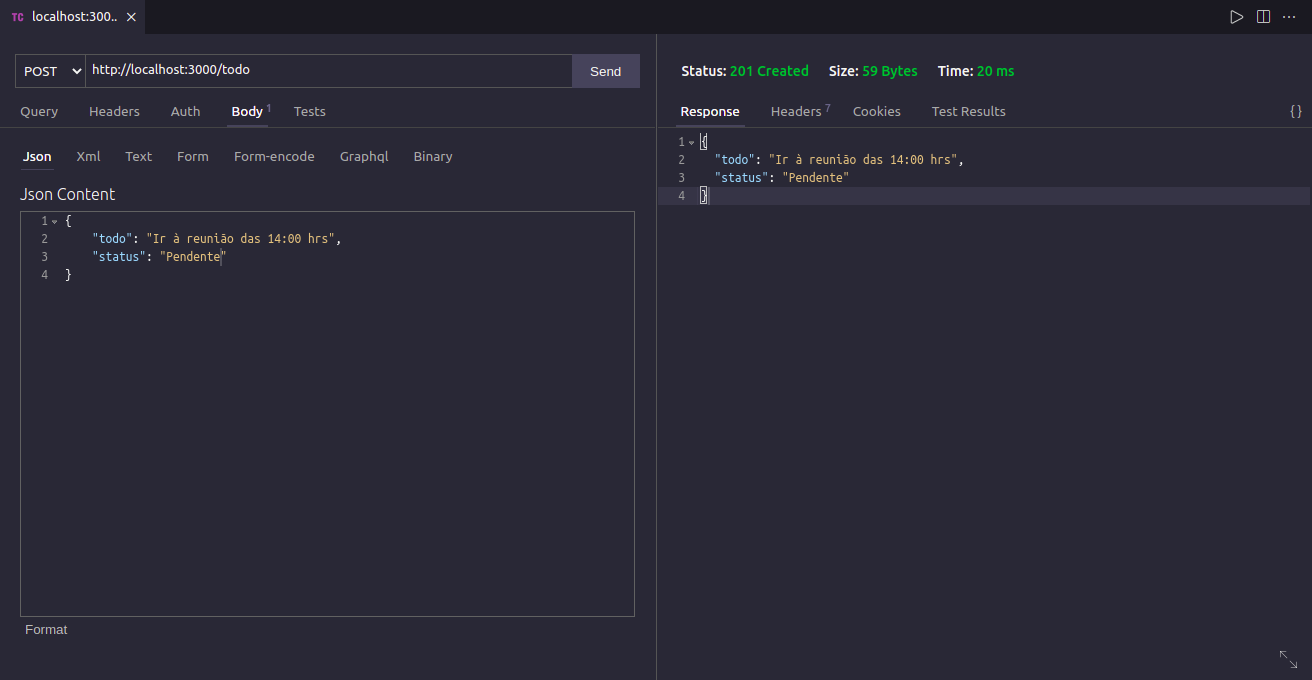 TC localhost:300..
POST http://localhost:3000/todo Send
Query Headers Auth Body 1 Tests
Json Xml Text Form Form-encode Graphql Binary
Json Content
1 {
2 "todo": "Ir à reunião das 14:00 hrs",
3 "status": "Pendente"
4 }
Format
Status: 201 Created Size: 59 Bytes Time: 20 ms
Response Headers 7 Cookies Test Results {}
1 {
2 "todo": "Ir à reunião das 14:00 hrs",
3 "status": "Pendente"
4 }